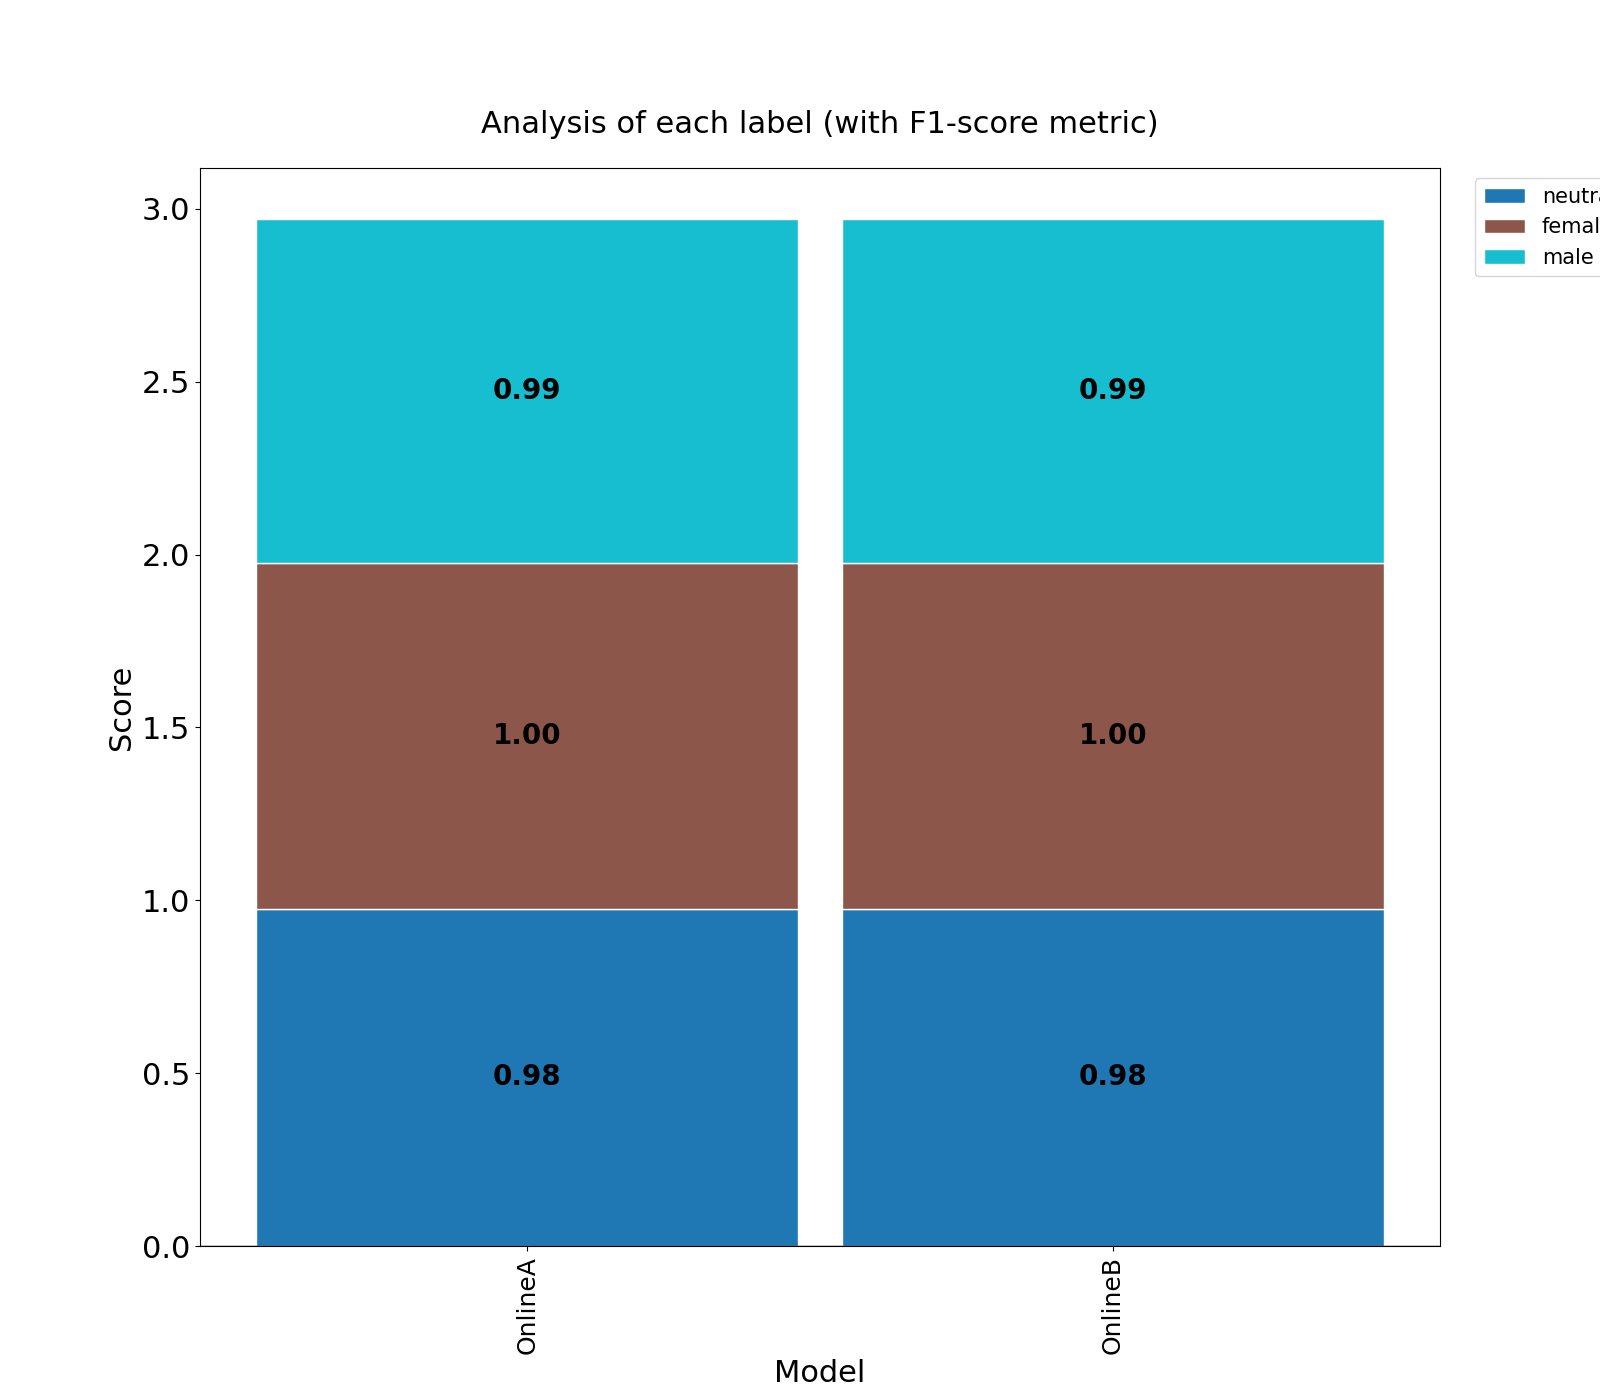 Analysis of each label (with F1-score metric)
3.0
2.5
2.0
1.5
1.0
0.5
0.0
Score
0.99
0.99
1.00
1.00
0.98
0.98
OnlineA
OnlineB
Model
male